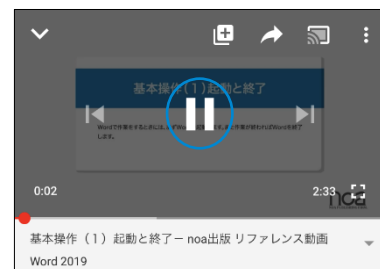 基本操作(1)起動と終了
0:02
2:33
noa
基本操作（1）起動と終了－ noa出版 リファレンス動画
Word 2019